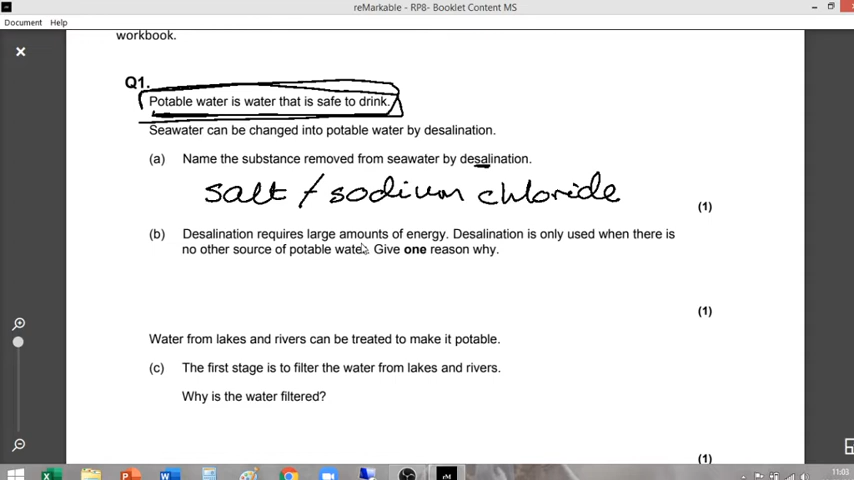 reMarkable - RP8- Booklet Content MS
Document Help
workbook.
Q1.
Potable water is water that is safe to drink.
Seawater can be changed into potable water by desalination.
(a) Name the substance removed from seawater by desalination.
salt / sodium chloride
(1)
(b) Desalination requires large amounts of energy. Desalination is only used when there is
no other source of potable water. Give one reason why.
(1)
Water from lakes and rivers can be treated to make it potable.
(c) The first stage is to filter the water from lakes and rivers.
Why is the water filtered?
(1)
11:03